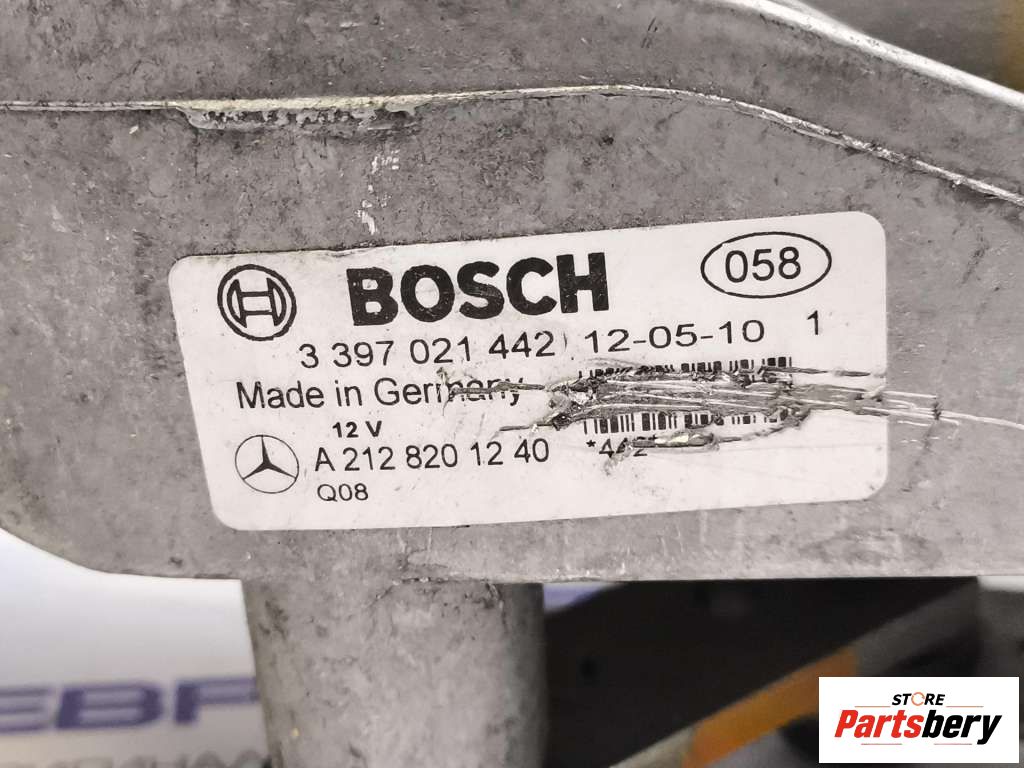 BOSCH 058
3 397 021 442 12-05-10 1
Made in Germany
12 V
A 212 820 12 40 *442
Q08
STORE
Partsbery